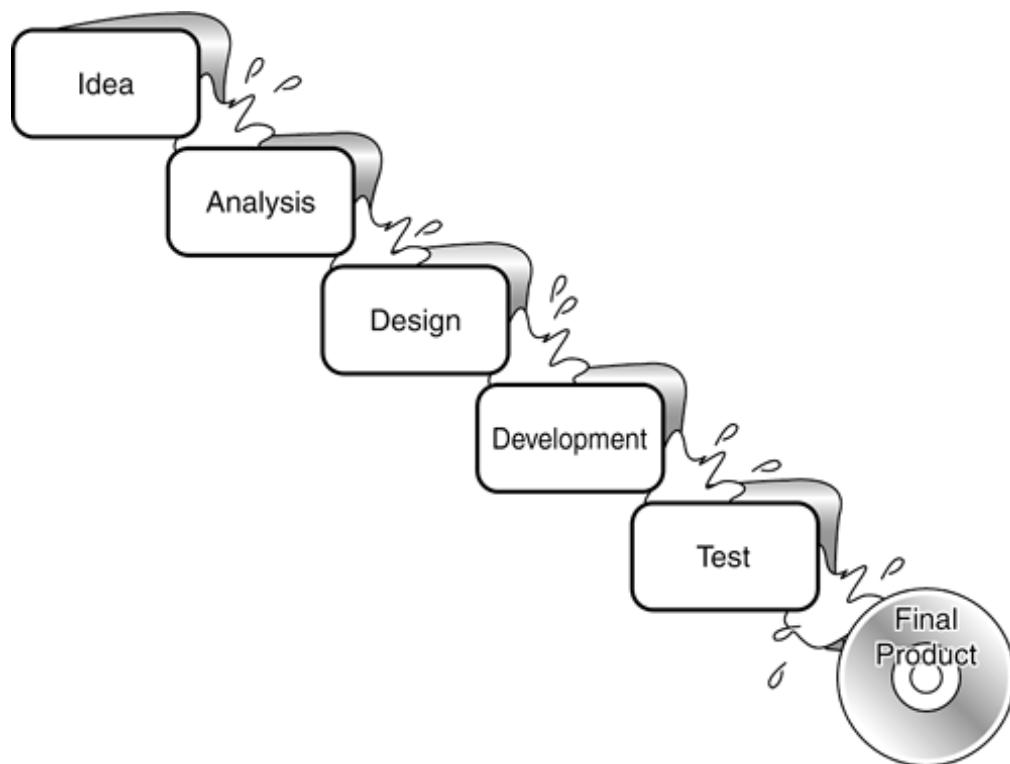 Idea
Analysis
Design
Development
Test
Final
Product